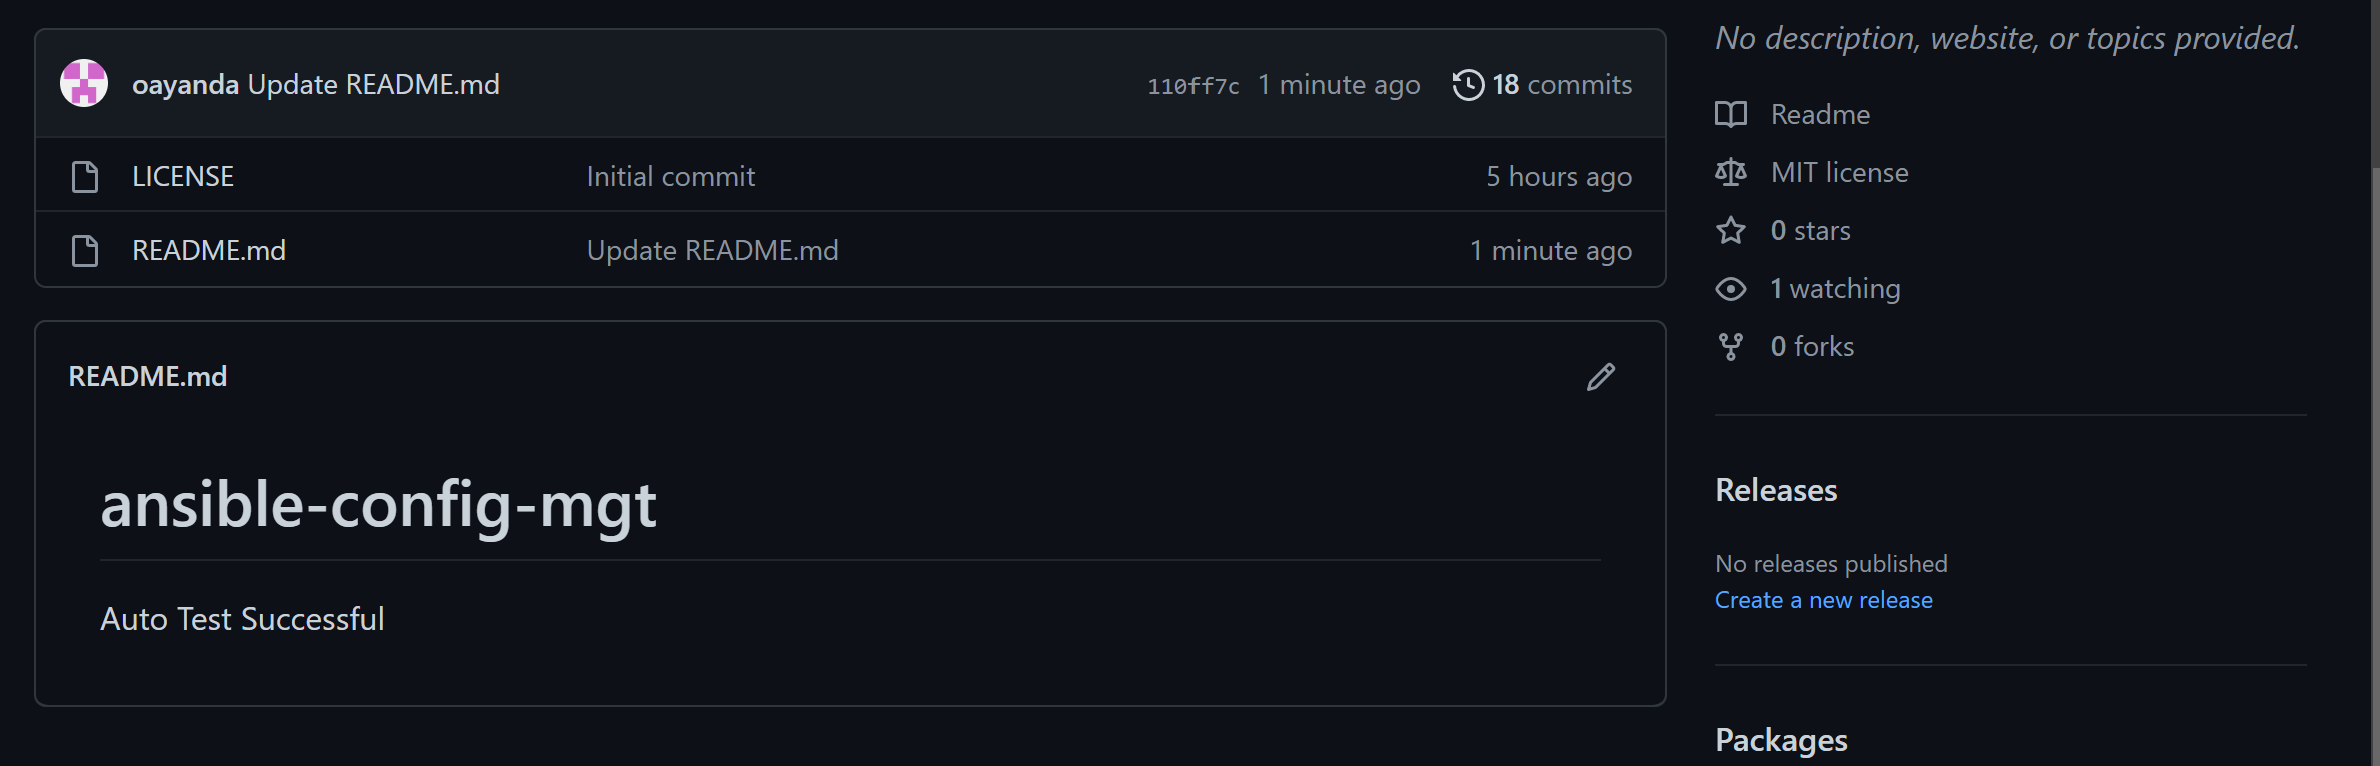 oayanda Update README.md 110ff7c 1 minute ago 18 commits
LICENSE Initial commit 5 hours ago
README.md Update README.md 1 minute ago
README.md
ansible-config-mgt
Auto Test Successful
No description, website, or topics provided.
Readme
MIT license
0 stars
1 watching
0 forks
Releases
No releases published
Create a new release
Packages